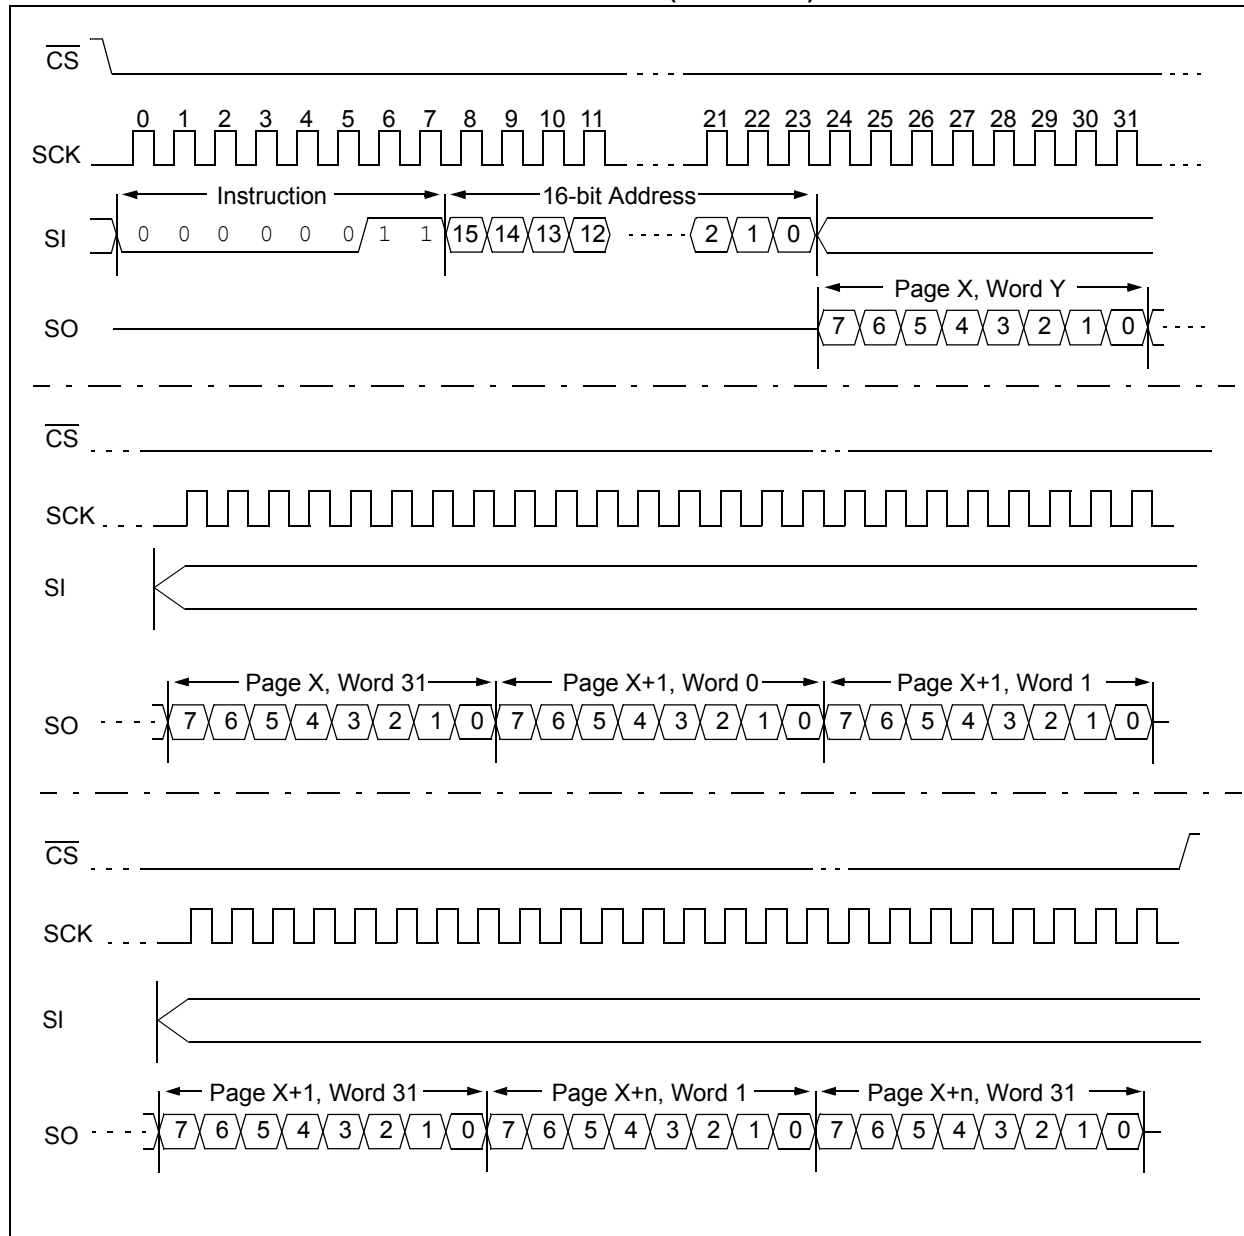 CS
0 1 2 3 4 5 6 7 8 9 10 11 21 22 23 24 25 26 27 28 29 30 31
SCK
Instruction 16-bit Address
SI 0 0 0 0 0 0 1 1 15 14 13 12 2 1 0
Page X, Word Y
SO 7 6 5 4 3 2 1 0
CS
SCK
SI
Page X, Word 31 Page X+1, Word 0 Page X+1, Word 1
SO 7 6 5 4 3 2 1 0 7 6 5 4 3 2 1 0 7 6 5 4 3 2 1 0
CS
SCK
SI
Page X+1, Word 31 Page X+n, Word 1 Page X+n, Word 31
SO 7 6 5 4 3 2 1 0 7 6 5 4 3 2 1 0 7 6 5 4 3 2 1 0